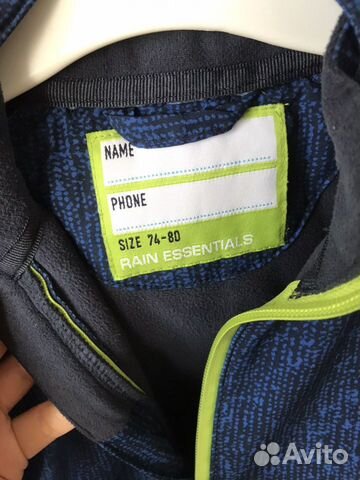 NAME
PHONE
SIZE 74-80
RAIN ESSENTIALS
Avito